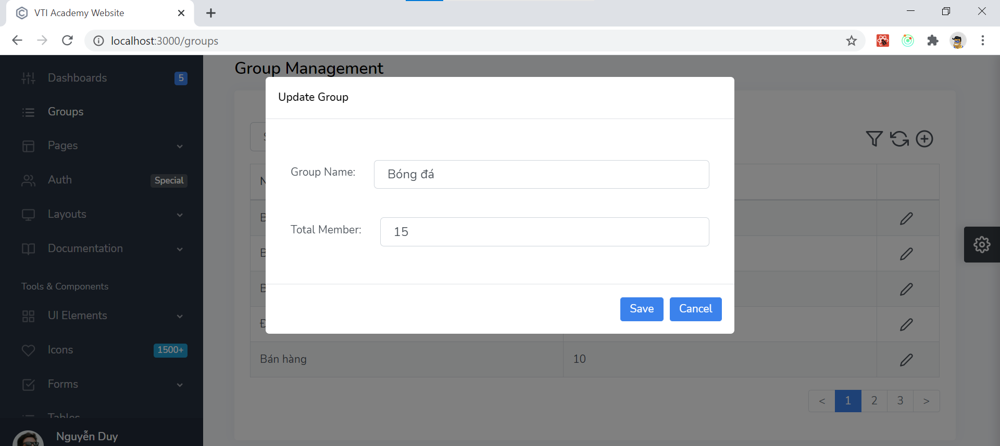 VTI Academy Website
localhost:3000/groups
Dashboards 5
Groups
Pages
Auth Special
Layouts
Documentation
Tools & Components
UI Elements
Icons 1500+
Forms
Tables
Nguyễn Duy
Group Management
Update Group
Group Name: Bóng đá
Total Member: 15
Save Cancel
Bán hàng 10
< 1 2 3 >